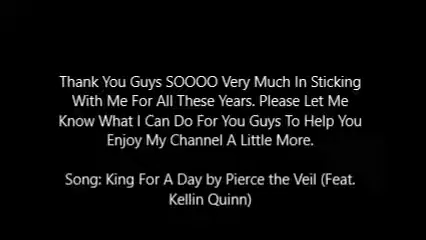 Thank You Guys SOOOO Very Much In Sticking
With Me For All These Years. Please Let Me
Know What I Can Do For You Guys To Help You
Enjoy My Channel A Little More.
Song: King For A Day by Pierce the Veil (Feat.
Kellin Quinn)